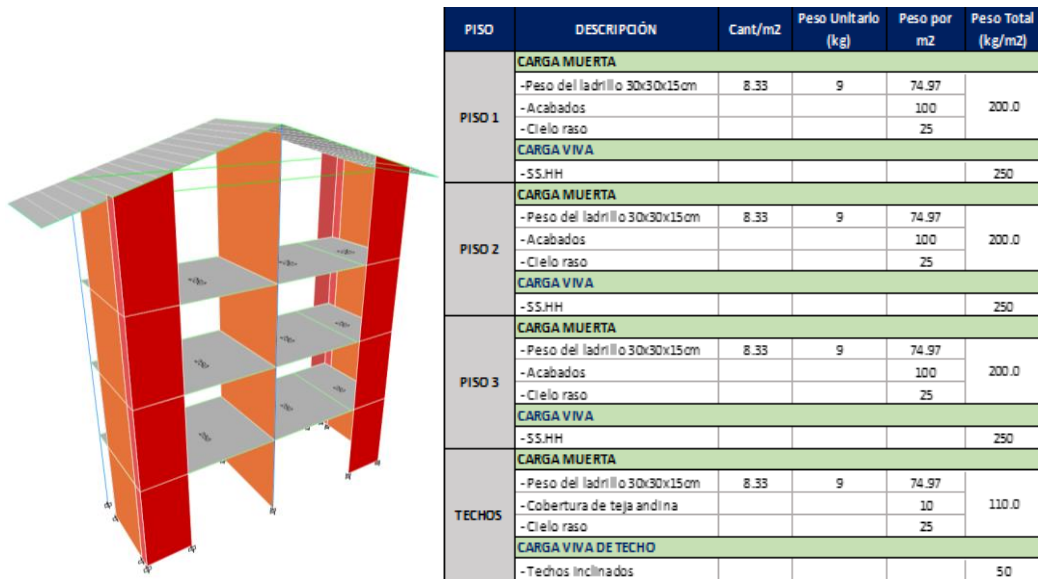 PISO DESCRIPCIÓN Cant/m2 Peso Unitario (kg) Peso por m2 Peso Total (kg/m2)
PISO 1
CARGA MUERTA
-Peso del ladrillo 30x30x15cm 8.33 9 74.97 200.0
-Acabados 100
-Cielo raso 25
CARGA VIVA
-SS.HH 250
PISO 2
CARGA MUERTA
-Peso del ladrillo 30x30x15cm 8.33 9 74.97 200.0
-Acabados 100
-Cielo raso 25
CARGA VIVA
-SS.HH 250
PISO 3
CARGA MUERTA
-Peso del ladrillo 30x30x15cm 8.33 9 74.97 200.0
-Acabados 100
-Cielo raso 25
CARGA VIVA
-SS.HH 250
TECHOS
CARGA MUERTA
-Peso del ladrillo 30x30x15cm 8.33 9 74.97 110.0
-Cobertura de teja andina 10
-Cielo raso 25
CARGA VIVA DE TECHO
-Techos Inclinados 50